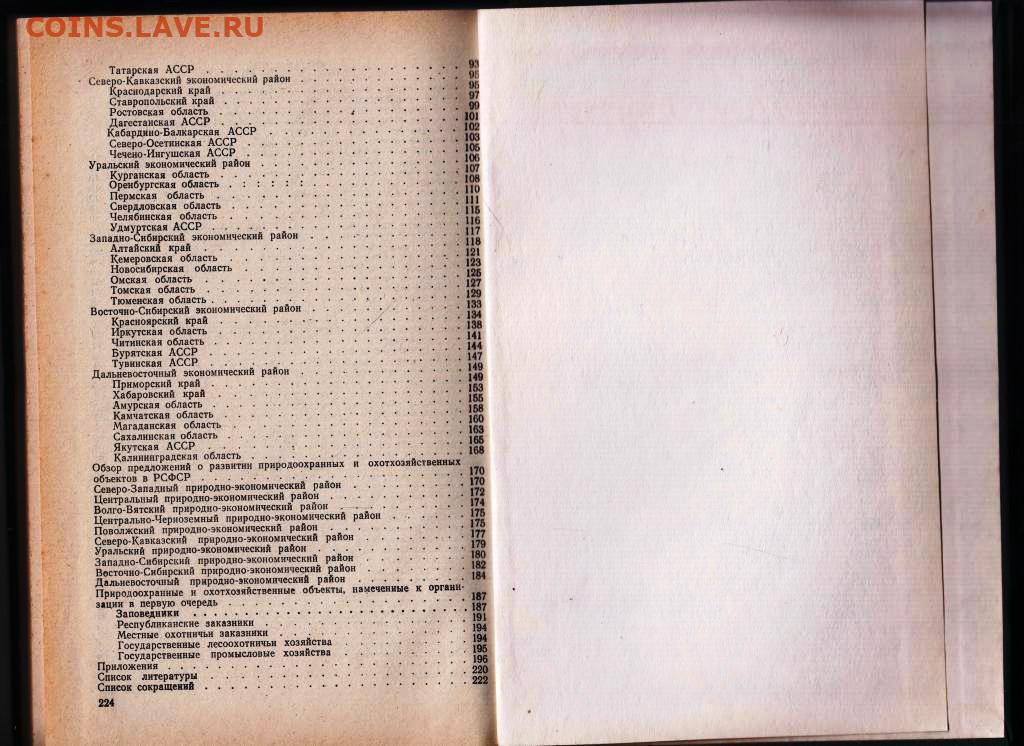 COINS.LAVE.RU
Татарская АССР . . . . . 93
Северо-Кавказский экономический район . . . . . 95
Краснодарский край . . . . . 95
Ставропольский край . . . . . 97
Ростовская область . . . . . 99
Дагестанская АССР . . . . . 101
Кабардино-Балкарская АССР . . . . . 102
Северо-Осетинская АССР . . . . . 103
Чечено-Ингушская АССР . . . . . 105
Уральский экономический район . . . . . 106
Курганская область . . . . . 107
Оренбургская область . . . . . 108
Пермская область . . . . . 110
Свердловская область . . . . . 111
Челябинская область . . . . . 115
Удмуртская АССР . . . . . 116
Западно-Сибирский экономический район . . . . . 117
Алтайский край . . . . . 118
Кемеровская область . . . . . 121
Новосибирская область . . . . . 123
Омская область . . . . . 125
Томская область . . . . . 127
Тюменская область . . . . . 129
Восточно-Сибирский экономический район . . . . . 133
Красноярский край . . . . . 134
Иркутская область . . . . . 138
Читинская область . . . . . 141
Бурятская АССР . . . . . 144
Тувинская АССР . . . . . 147
Дальневосточный экономический район . . . . . 149
Приморский край . . . . . 149
Хабаровский край . . . . . 153
Амурская область . . . . . 155
Камчатская область . . . . . 158
Магаданская область . . . . . 160
Сахалинская область . . . . . 163
Якутская АССР . . . . . 165
Калининградская область . . . . . 168
Обзор предложений о развитии природоохранных и охотхозяйственных
объектов в РСФСР . . . . . 170
Северо-Западный природно-экономический район . . . . . 170
Центральный природно-экономический район . . . . . 172
Волго-Вятский природно-экономический район . . . . . 174
Центрально-Черноземный природно-экономический район . . . . . 175
Поволжский природно-экономический район . . . . . 175
Северо-Кавказский природно-экономический район . . . . . 177
Уральский природно-экономический район . . . . . 179
Западно-Сибирский природно-экономический район . . . . . 180
Восточно-Сибирский природно-экономический район . . . . . 182
Дальневосточный природно-экономический район . . . . . 184
Природоохранные и охотхозяйственные объекты, намеченные к органи-
зации в первую очередь . . . . . 187
Заповедники . . . . . 187
Республиканские заказники . . . . . 191
Местные охотничьи заказники . . . . . 194
Государственные лесоохотничьи хозяйства . . . . . 194
Государственные промысловые хозяйства . . . . . 195
Приложения . . . . . 196
Список литературы . . . . . 220
Список сокращений . . . . . 222
224